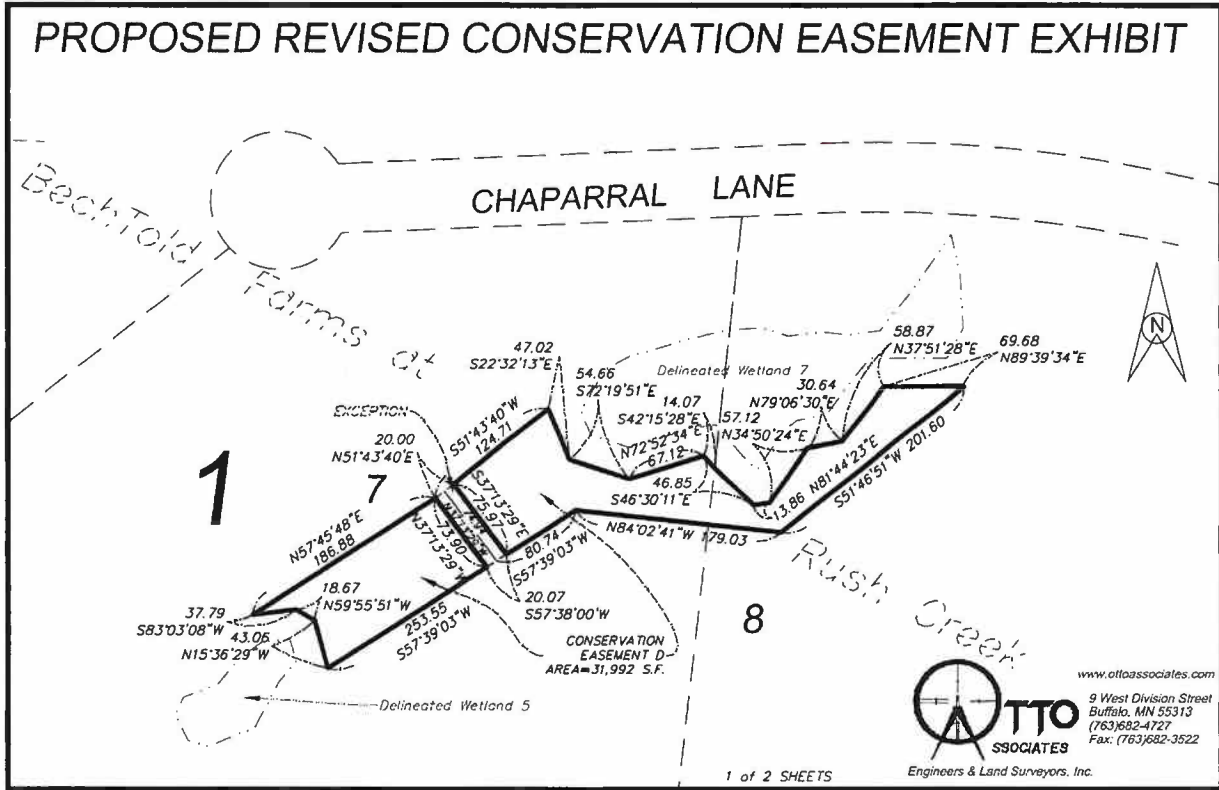 PROPOSED REVISED CONSERVATION EASEMENT EXHIBIT
CHAPARRAL LANE
Bechtold
Farms at
Rush Creek
N
47.02
S22°32'13"E
54.66
S72°19'51"E
Delineated Wetland 7
58.87
N37°51'28"E
69.68
N89°39'34"E
30.64
N79°06'30"E
14.07
S42°15'28"E
57.12
N34°50'24"E
N72°52'34"E
67.12
46.85
S46°30'11"E
13.86 N81°44'23"E
S51°46'51"W 201.60
EXCEPTION
20.00
N51°43'40"E
S51°43'40"W
124.71
S37°13'29"E
75.97
73.90
N37°13'29"W
80.74
S57°39'03"W
N84°02'41"W 179.03
1
7
8
N57°45'48"E
186.88
18.67
N59°55'51"W
37.79
S83°03'08"W
43.06
N15°36'29"W
253.55
S57°39'03"W
20.07
S57°38'00"W
CONSERVATION
EASEMENT D
AREA=31,992 S.F.
Delineated Wetland 5
1 of 2 SHEETS
OTTO
ASSOCIATES
Engineers & Land Surveyors, Inc.
www.ottoassociates.com
9 West Division Street
Buffalo, MN 55313
(763)682-4727
Fax: (763)682-3522